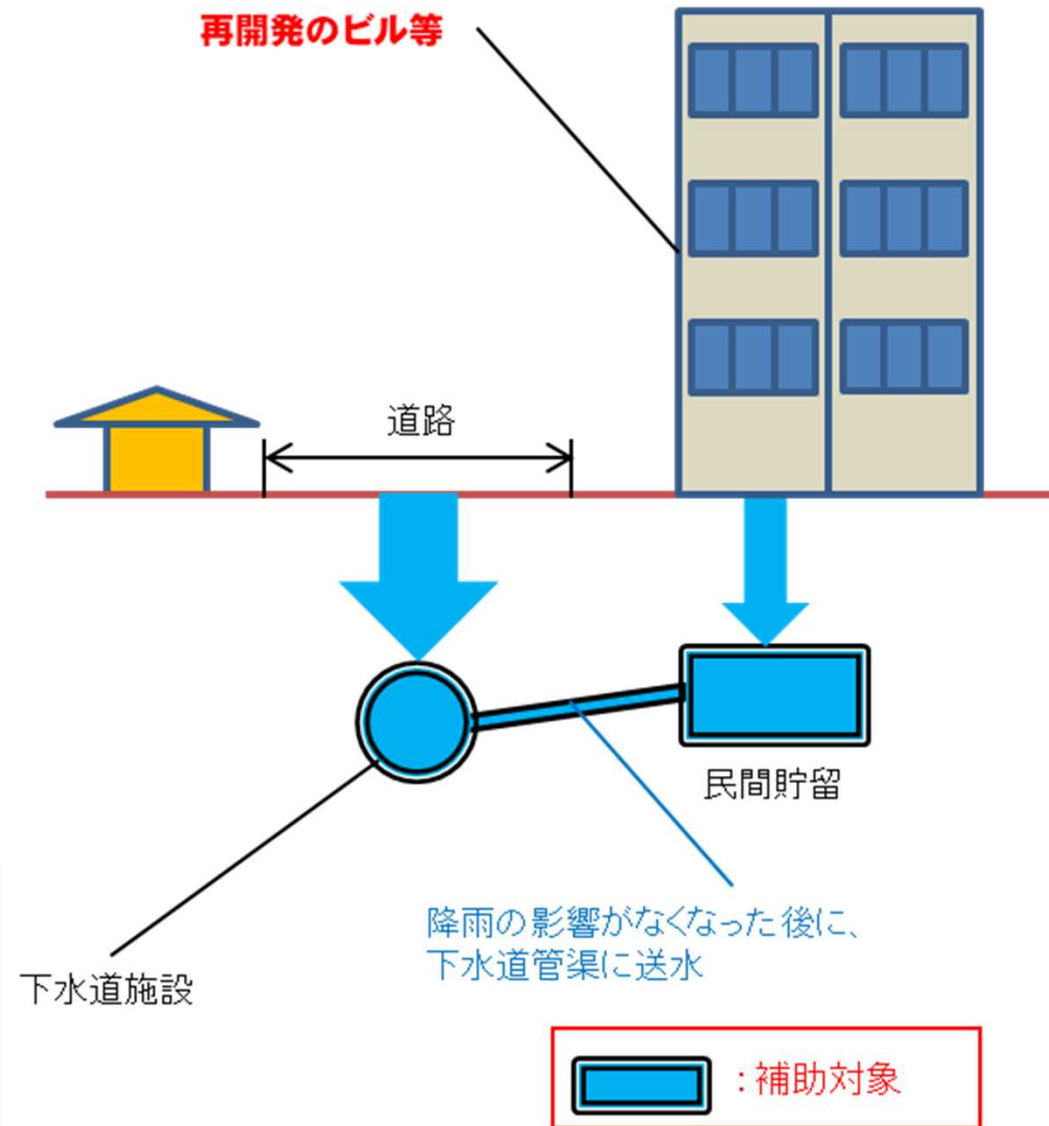 再開発のビル等
道路
民間貯留
降雨の影響がなくなった後に、
下水道管渠に送水
下水道施設
：補助対象